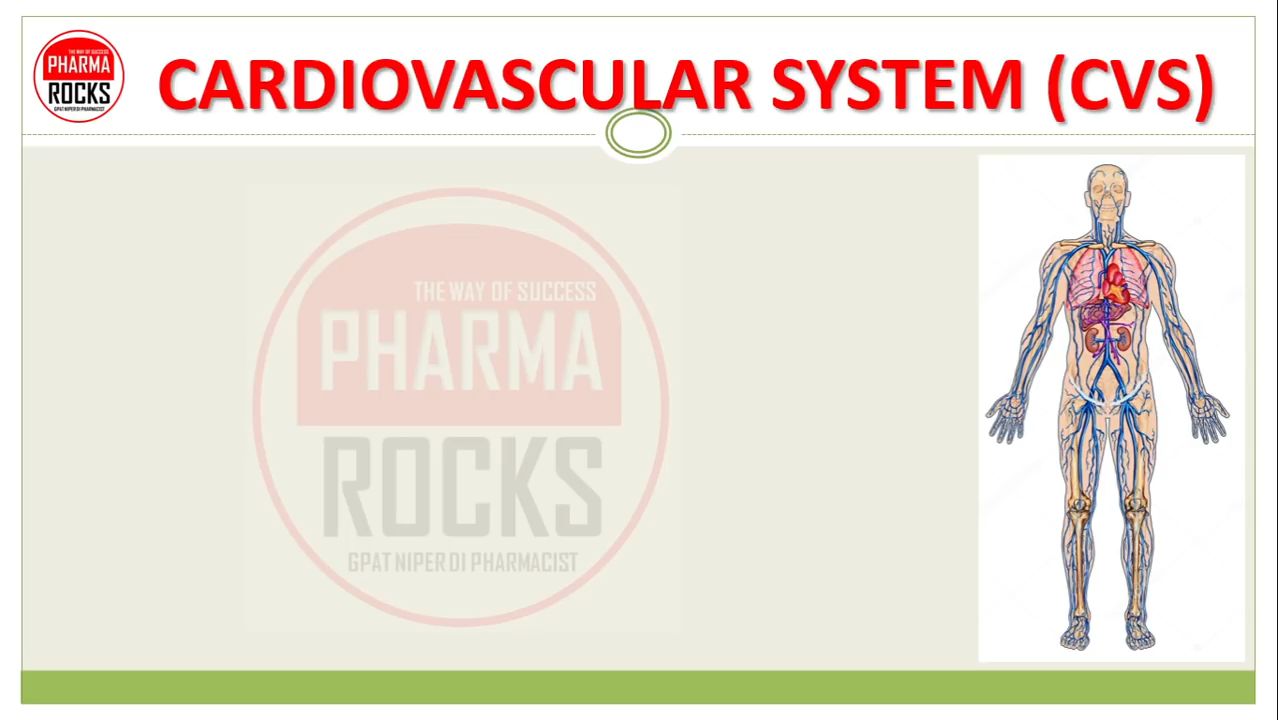 THE WAY OF SUCCESS
PHARMA
ROCKS
GPAT NIPER DI PHARMACIST
CARDIOVASCULAR SYSTEM (CVS)
THE WAY OF SUCCESS
PHARMA
ROCKS
GPAT NIPER DI PHARMACIST